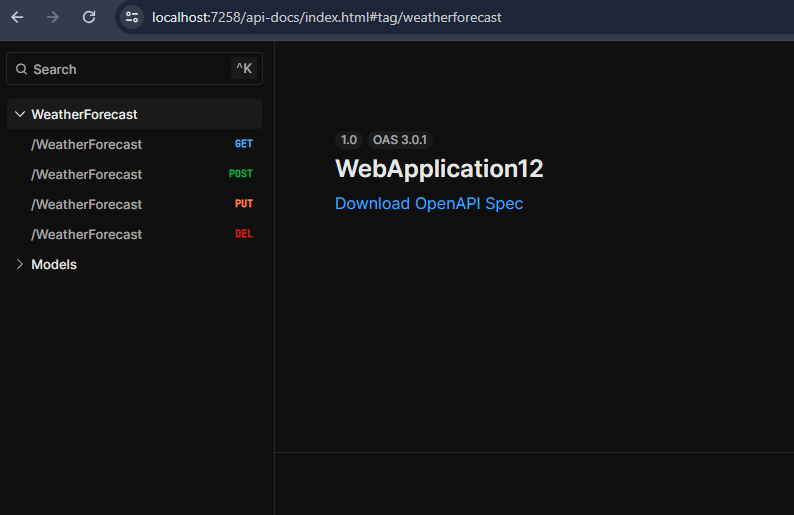 localhost:7258/api-docs/index.html#tag/weatherforecast
Search ^K
WeatherForecast
/WeatherForecast GET
/WeatherForecast POST
/WeatherForecast PUT
/WeatherForecast DEL
Models
1.0 OAS 3.0.1
WebApplication12
Download OpenAPI Spec